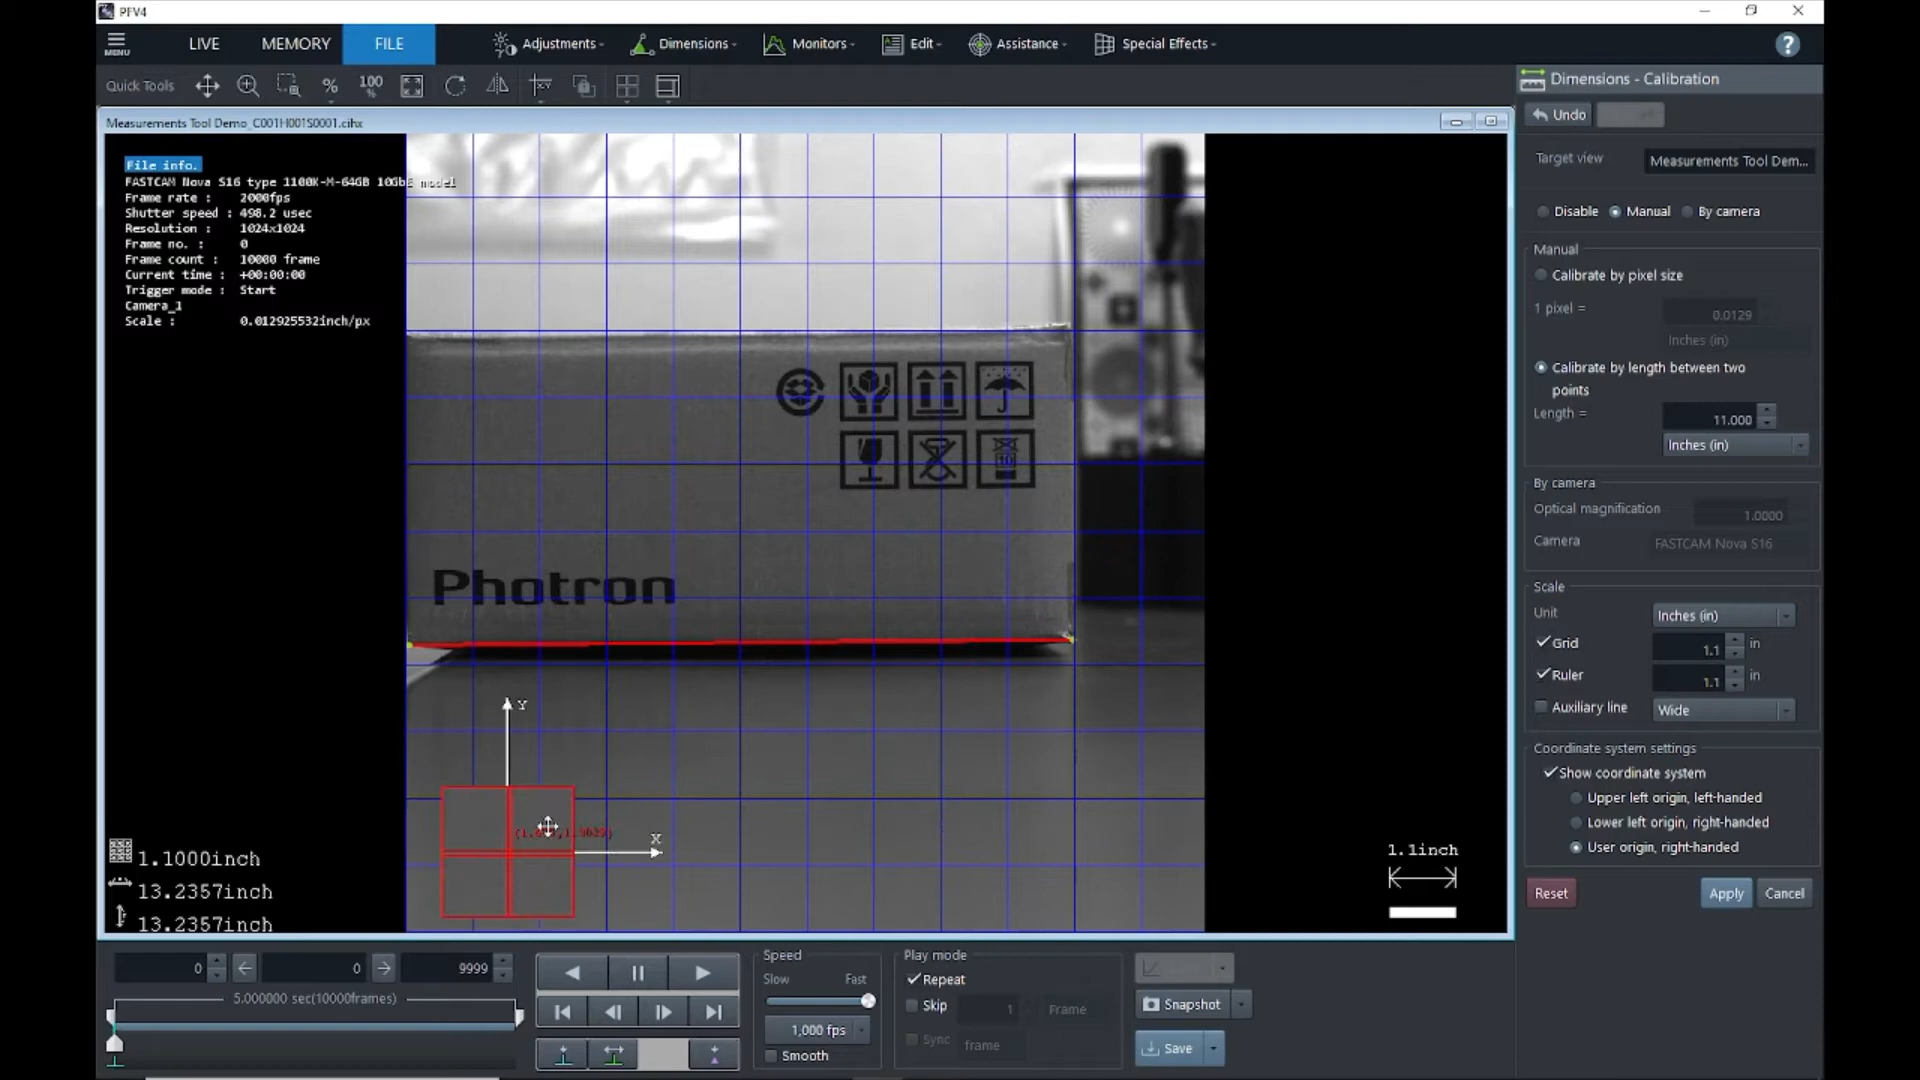 PFV4
MENU
LIVE
MEMORY
FILE
Adjustments
Dimensions
Monitors
Edit
Assistance
Special Effects
?
Quick Tools
%
100
%
Dimensions - Calibration
Undo
Measurements Tool Demo_C001H001S0001.cihx
File info.
FASTCAM Nova S16 type 1100K-M-64GB 10GbE model
Frame rate : 2000fps
Shutter speed : 498.2 usec
Resolution : 1024x1024
Frame no. : 0
Frame count : 10000 frame
Current time : +00:00:00
Trigger mode : Start
Camera_1
Scale : 0.012925532inch/px
10
Photron
Y
X
1.1000inch
13.2357inch
13.2357inch
1.1inch
Target view Measurements Tool Dem...
Disable Manual By camera
Manual
Calibrate by pixel size
1 pixel = 0.0129
Inches (in)
Calibrate by length between two
points
Length = 11.000
Inches (in)
By camera
Optical magnification 1.0000
Camera FASTCAM Nova S16
Scale
Unit Inches (in)
Grid 1.1 in
Ruler 1.1 in
Auxiliary line Wide
Coordinate system settings
Show coordinate system
Upper left origin, left-handed
Lower left origin, right-handed
User origin, right-handed
Reset Apply Cancel
0 0 9999
5.000000 sec(10000frames)
Speed
Slow Fast
1,000 fps
Smooth
Play mode
Repeat
Skip 1 Frame
Sync frame
Snapshot
Save